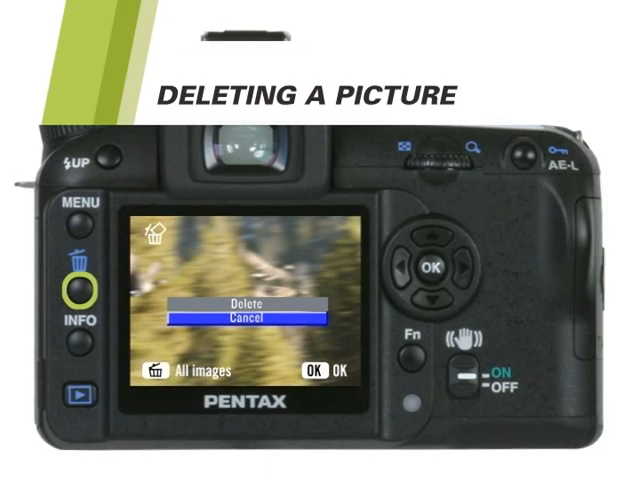 DELETING A PICTURE
UP
AE-L
MENU
OK
Delete
Cancel
INFO
Fn
All images
OK OK
ON
OFF
PENTAX